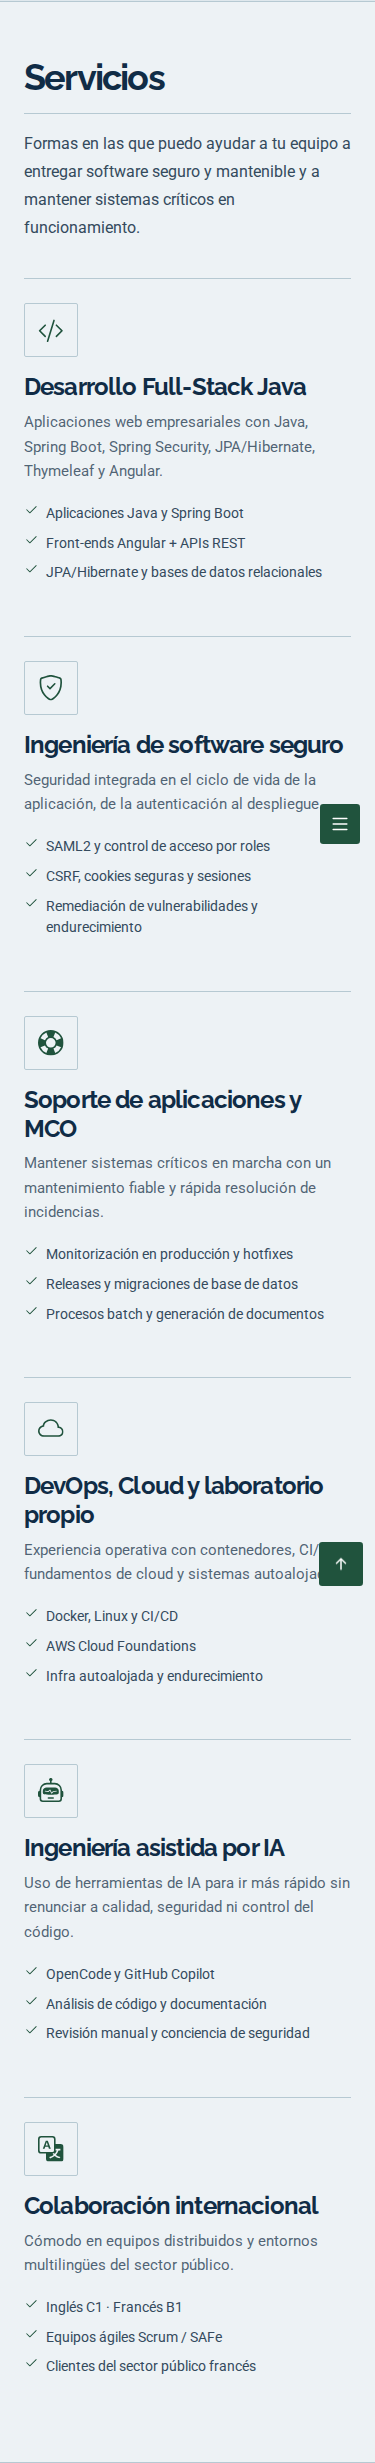 Servicios
Formas en las que puedo ayudar a tu equipo a
entregar software seguro y mantenible y a
mantener sistemas críticos en
funcionamiento.
Desarrollo Full-Stack Java
Aplicaciones web empresariales con Java,
Spring Boot, Spring Security, JPA/Hibernate,
Thymeleaf y Angular.
Aplicaciones Java y Spring Boot
Front-ends Angular + APIs REST
JPA/Hibernate y bases de datos relacionales
Ingeniería de software seguro
Seguridad integrada en el ciclo de vida de la
aplicación, de la autenticación al despliegue.
SAML2 y control de acceso por roles
CSRF, cookies seguras y sesiones
Remediación de vulnerabilidades y
endurecimiento
Soporte de aplicaciones y
MCO
Mantener sistemas críticos en marcha con un
mantenimiento fiable y rápida resolución de
incidencias.
Monitorización en producción y hotfixes
Releases y migraciones de base de datos
Procesos batch y generación de documentos
DevOps, Cloud y laboratorio
propio
Experiencia operativa con contenedores, CI/
fundamentos de cloud y sistemas
Docker, Linux y CI/CD
AWS Cloud Foundations
Infra autoalojada y endurecimiento
Ingeniería asistida por IA
Uso de herramientas de IA para ir más rápido sin
renunciar a calidad, seguridad ni control del
código.
OpenCode y GitHub Copilot
Análisis de código y documentación
Revisión manual y conciencia de seguridad
A
Colaboración internacional
Cómodo en equipos distribuidos y entornos
multilingües del sector público.
Inglés C1 · Francés B1
Equipos ágiles Scrum / SAFe
Clientes del sector público francés